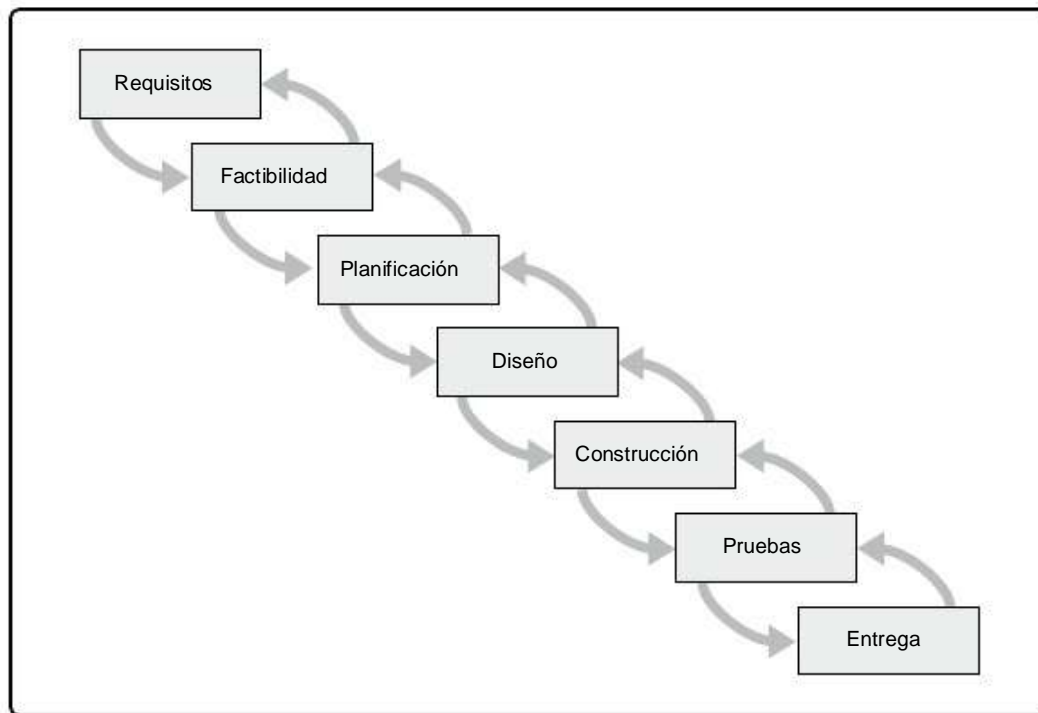 Requisitos
Factibilidad
Planificación
Diseño
Construcción
Pruebas
Entrega